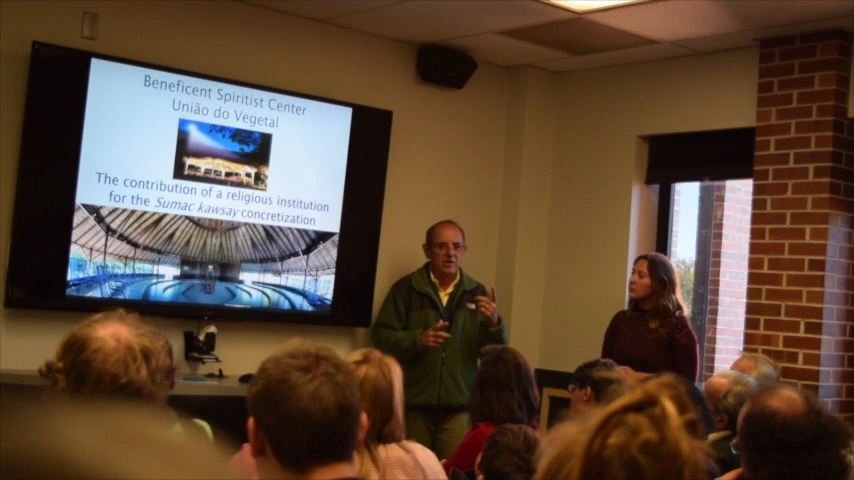 Beneficent Spiritist Center
União do Vegetal
The contribution of a religious institution
for the Sumac kawsay concretization